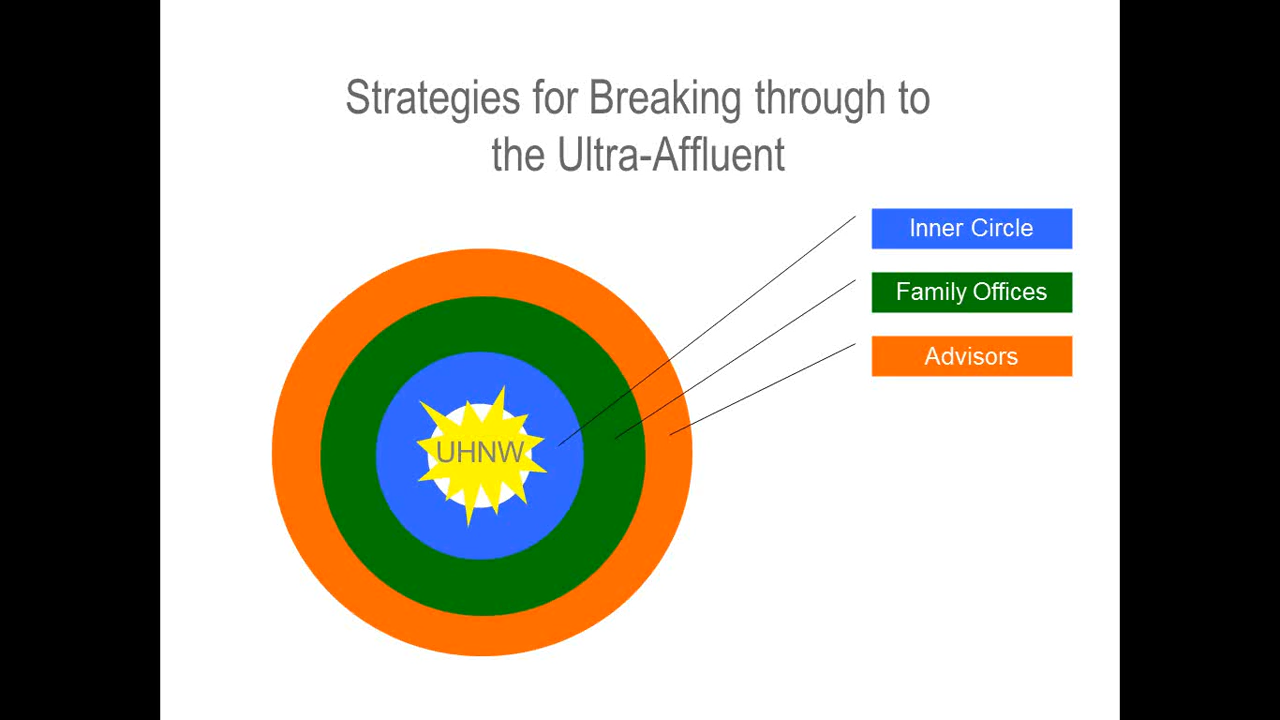 Strategies for Breaking through to
the Ultra-Affluent
Inner Circle
Family Offices
Advisors
UHNW